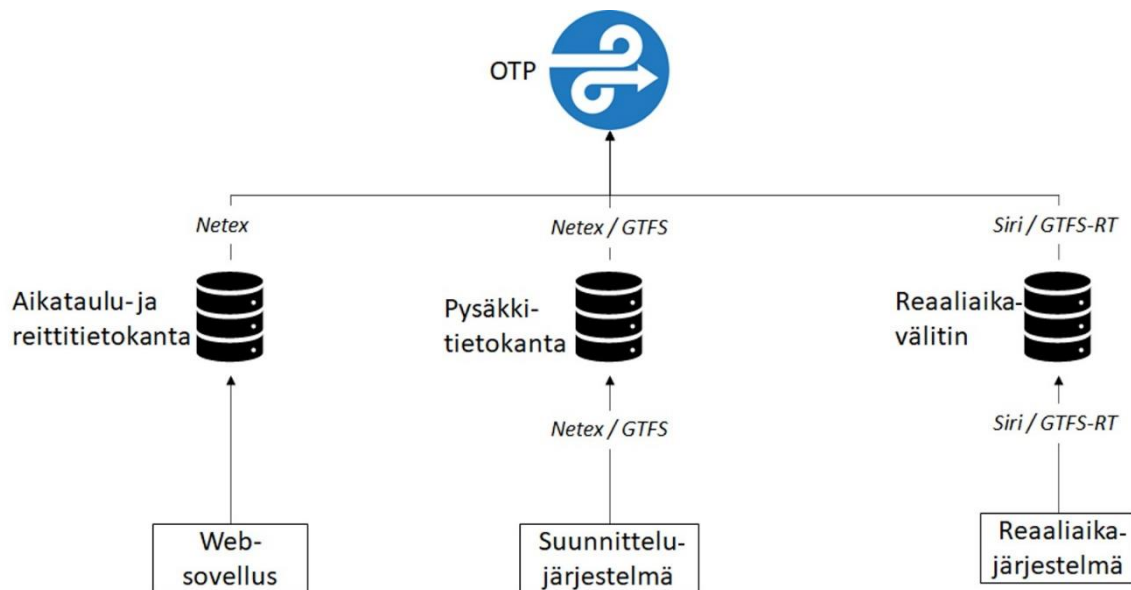 OTP
Netex
Netex / GTFS
Siri / GTFS-RT
Aikataulu- ja
reittitietokanta
Pysäkki-
tietokanta
Reaaliaika-
välitin
Netex / GTFS
Siri / GTFS-RT
Web-
sovellus
Suunnittelu-
järjestelmä
Reaaliaika-
järjestelmä